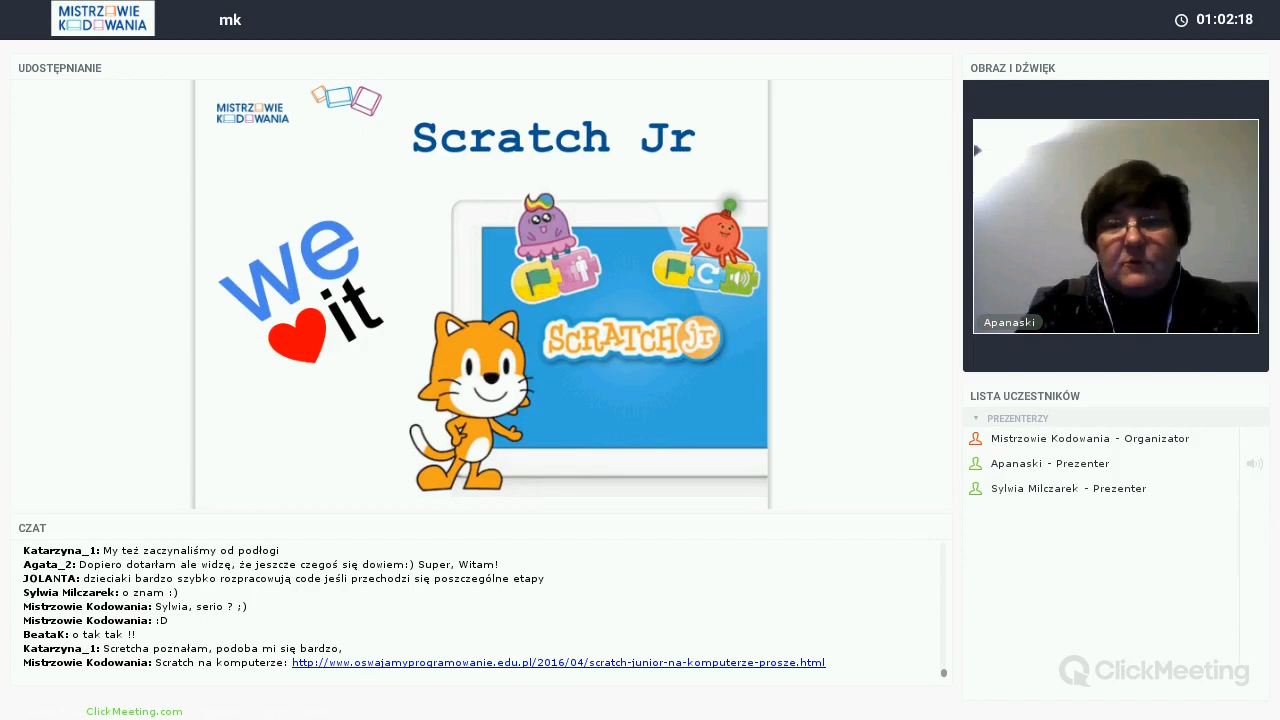 MISTRZOWIE
KODOWANIA
mk
01:02:18
UDOSTĘPNIANIE
MISTRZOWIE
KODOWANIA
Scratch Jr
we
it
SCRATCH jr
OBRAZ I DŹWIĘK
Apanaski
LISTA UCZESTNIKÓW
PREZENTERZY
Mistrzowie Kodowania - Organizator
Apanaski - Prezenter
Sylwia Milczarek - Prezenter
CZAT
Katarzyna_1: My też zaczynaliśmy od podłogi
Agata_2: Dopiero dotarłam ale widzę, że jeszcze czegoś się dowiem:) Super, Witam!
JOLANTA: dzieciaki bardzo szybko rozpracowują code jeśli przechodzi się poszczególne etapy
Sylwia Milczarek: o znam :)
Mistrzowie Kodowania: Sylwia, serio ? ;)
Mistrzowie Kodowania: :D
BeataK: o tak tak !!
Katarzyna_1: Scretcha poznałam, podoba mi się bardzo,
Mistrzowie Kodowania: Scratch na komputerze: http://www.oswajamyprogramowanie.edu.pl/2016/04/scratch-junior-na-komputerze-prosze.html
ClickMeeting
ClickMeeting.com